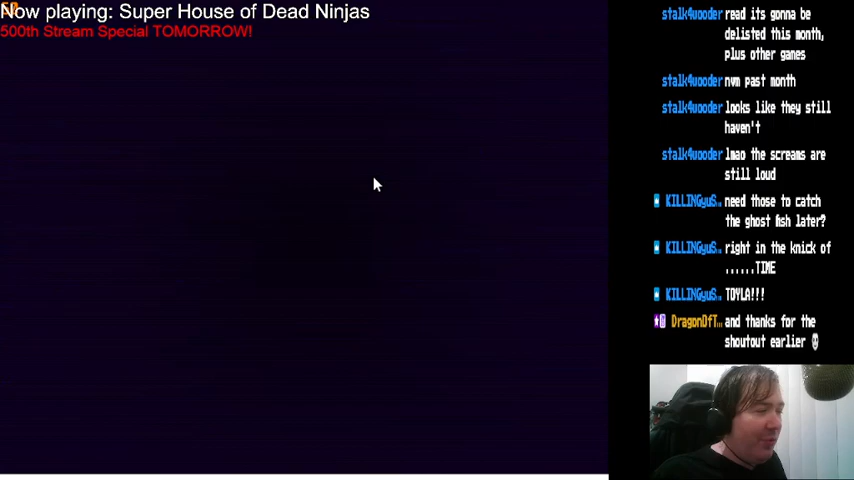 Now playing: Super House of Dead Ninjas
500th Stream Special TOMORROW!
stalk4wooder read its gonna be
delisted this month,
plus other games
stalk4wooder nvm past month
stalk4wooder looks like they still
haven't
stalk4wooder lmao the screams are
still loud
KILLINGyuS... need those to catch
the ghost fish later?
KILLINGyuS... right in the knick of
......TIME
KILLINGyuS... TOYLA!!!
DragonDfT... and thanks for the
shoutout earlier